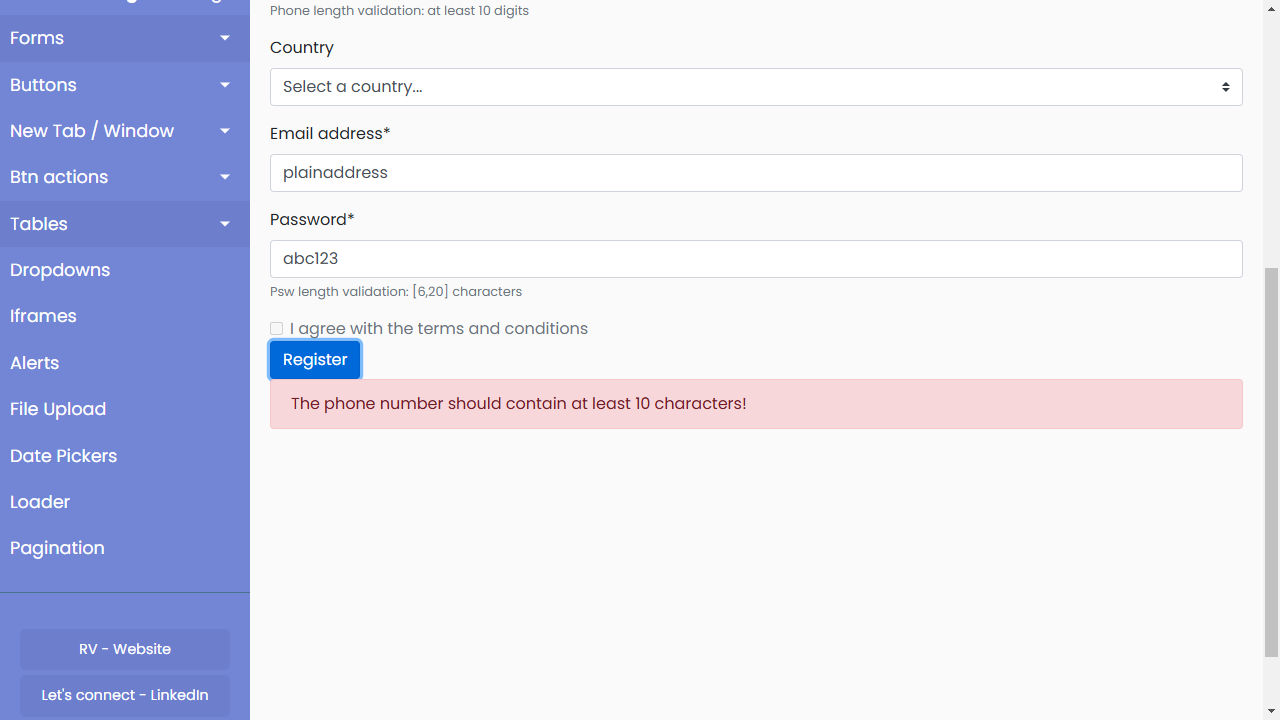 Forms
Buttons
New Tab / Window
Btn actions
Tables
Dropdowns
Iframes
Alerts
File Upload
Date Pickers
Loader
Pagination
RV - Website
Let's connect - LinkedIn
Phone length validation: at least 10 digits
Country
Select a country...
Email address*
plainaddress
Password*
abc123
Psw length validation: [6,20] characters
I agree with the terms and conditions
Register
The phone number should contain at least 10 characters!